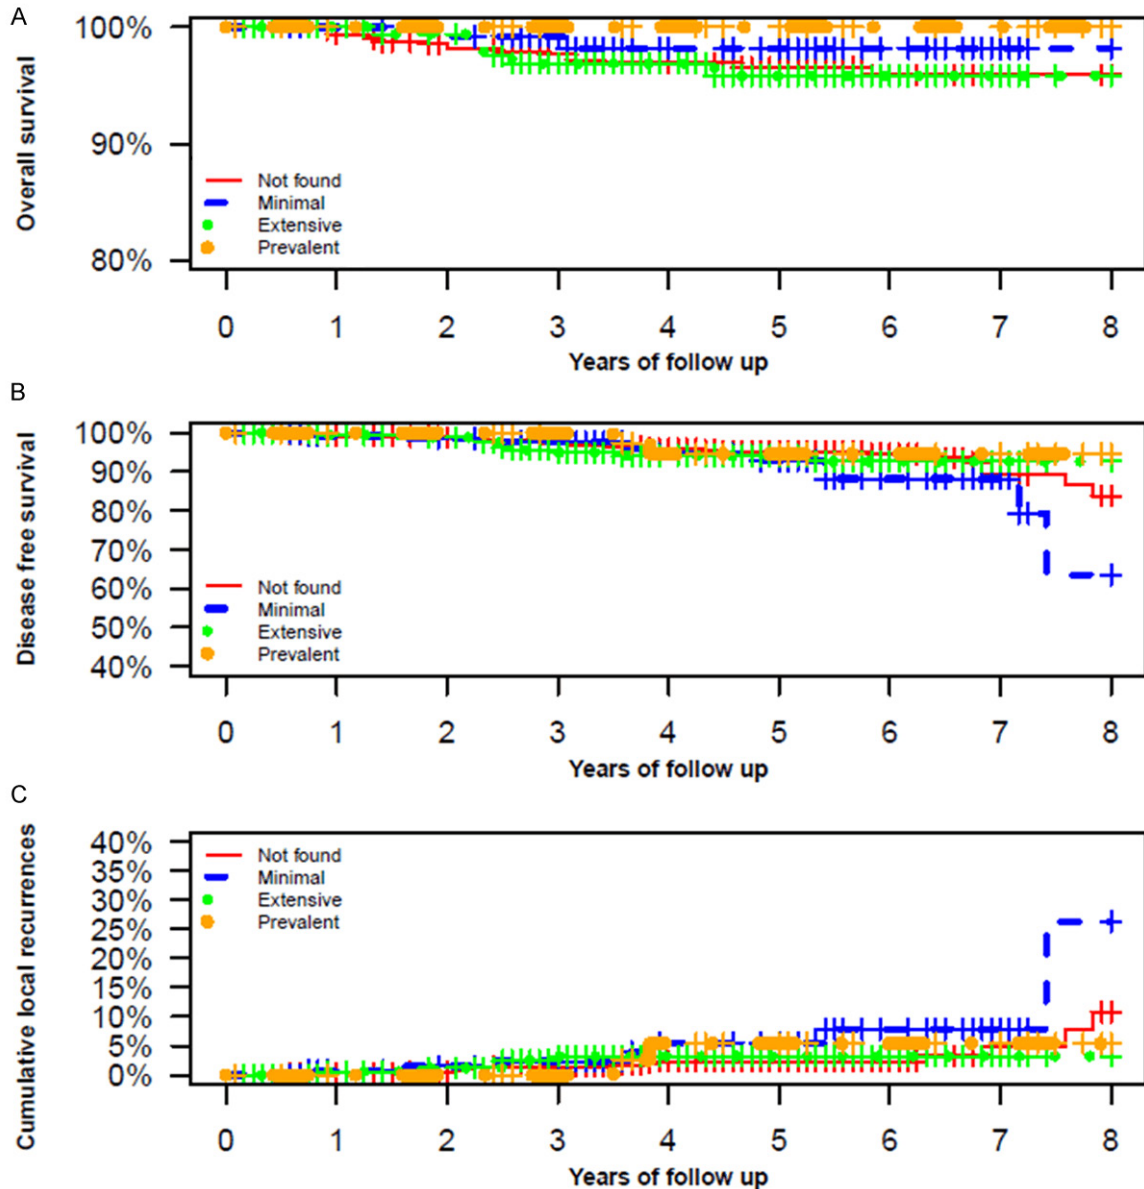 A
Overall survival
100%
90%
80%
Not found
Minimal
Extensive
Prevalent
0 1 2 3 4 5 6 7 8
Years of follow up
B
Disease free survival
100%
90%
80%
70%
60%
50%
40%
Not found
Minimal
Extensive
Prevalent
0 1 2 3 4 5 6 7 8
Years of follow up
C
Cumulative local recurrences
40%
35%
30%
25%
20%
15%
10%
5%
0%
Not found
Minimal
Extensive
Prevalent
0 1 2 3 4 5 6 7 8
Years of follow up